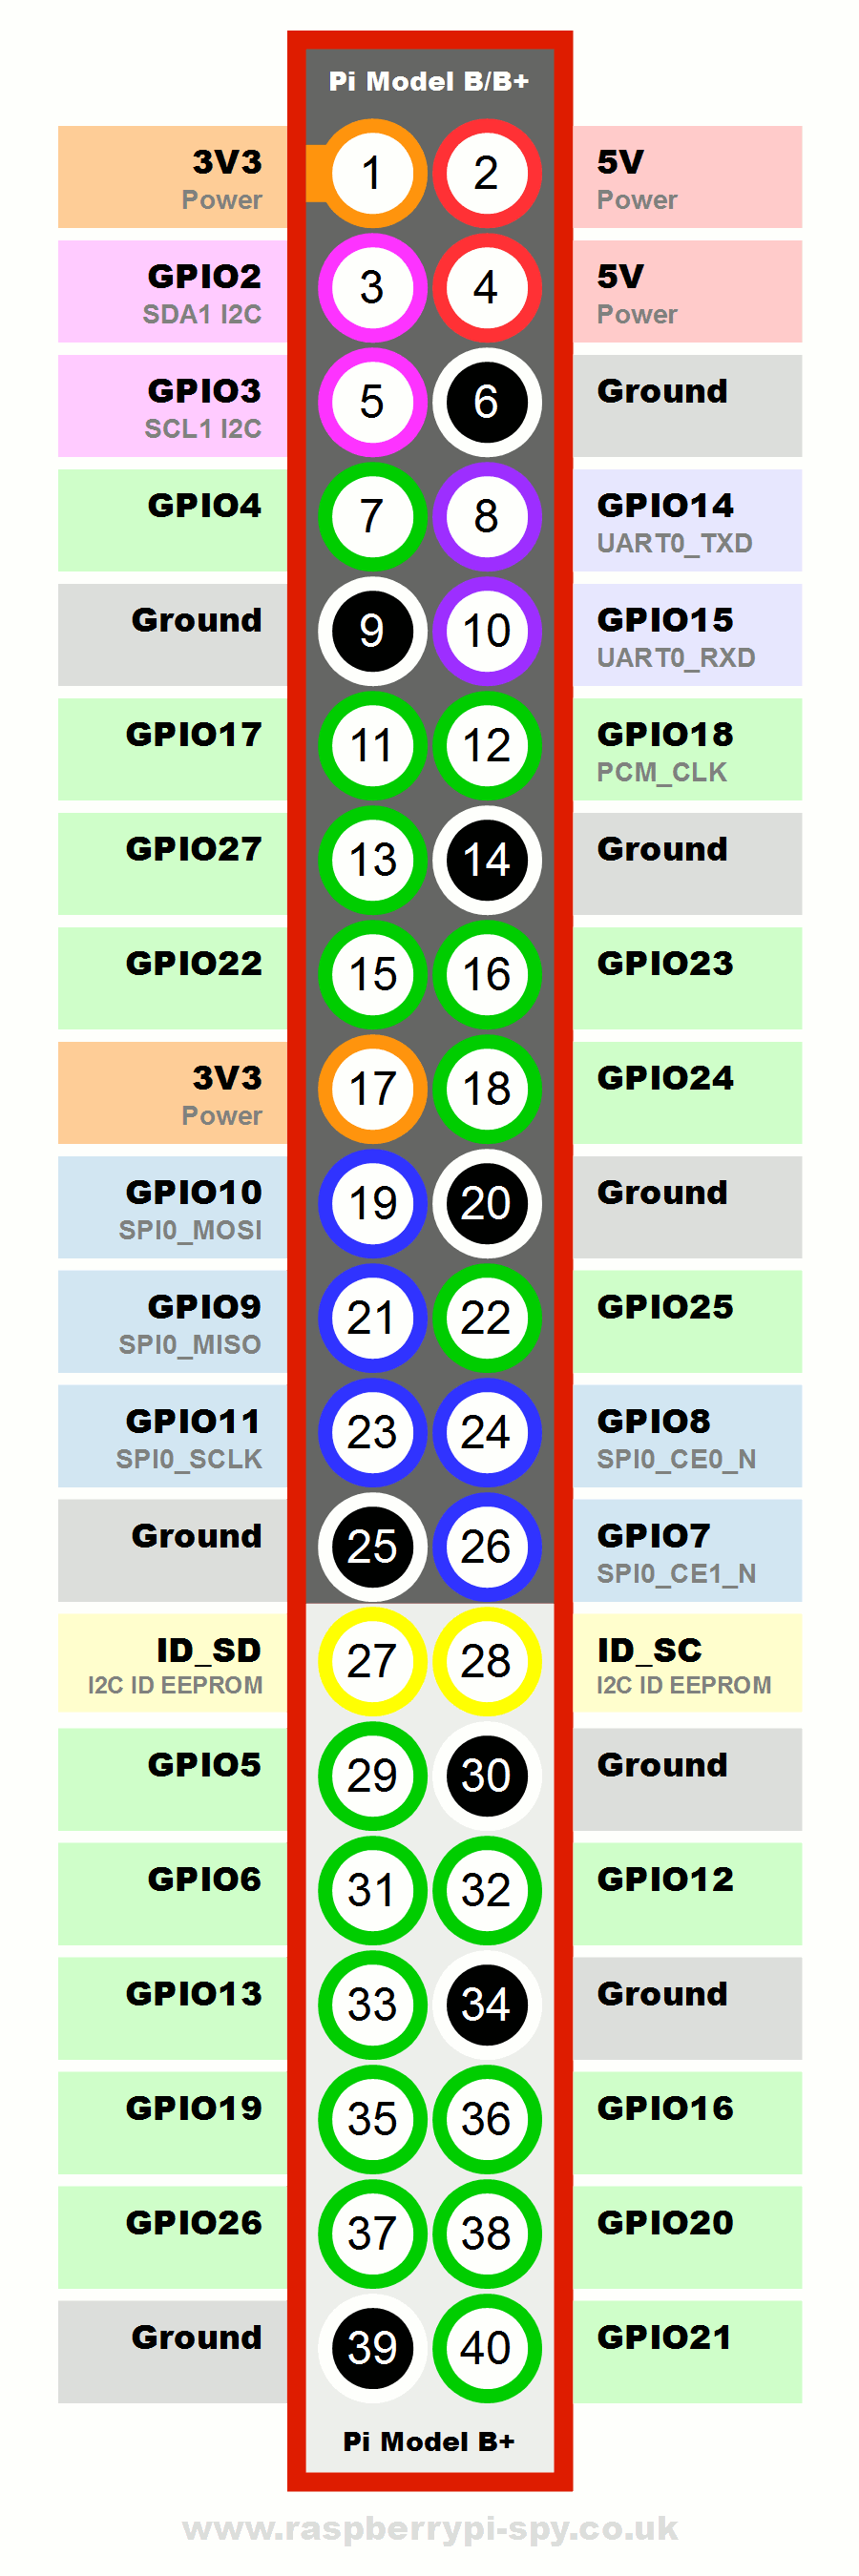 Pi Model B/B+
3V3 1 2 5V
Power Power
GPIO2 3 4 5V
SDA1 I2C Power
GPIO3 5 6 Ground
SCL1 I2C
GPIO4 7 8 GPIO14
UART0_TXD
Ground 9 10 GPIO15
UART0_RXD
GPIO17 11 12 GPIO18
PCM_CLK
GPIO27 13 14 Ground
GPIO22 15 16 GPIO23
3V3 17 18 GPIO24
Power
GPIO10 19 20 Ground
SPI0_MOSI
GPIO9 21 22 GPIO25
SPI0_MISO
GPIO11 23 24 GPIO8
SPI0_SCLK SPI0_CE0_N
Ground 25 26 GPIO7
SPI0_CE1_N
ID_SD 27 28 ID_SC
I2C ID EEPROM I2C ID EEPROM
GPIO5 29 30 Ground
GPIO6 31 32 GPIO12
GPIO13 33 34 Ground
GPIO19 35 36 GPIO16
GPIO26 37 38 GPIO20
Ground 39 40 GPIO21
Pi Model B+
www.raspberrypi-spy.co.uk